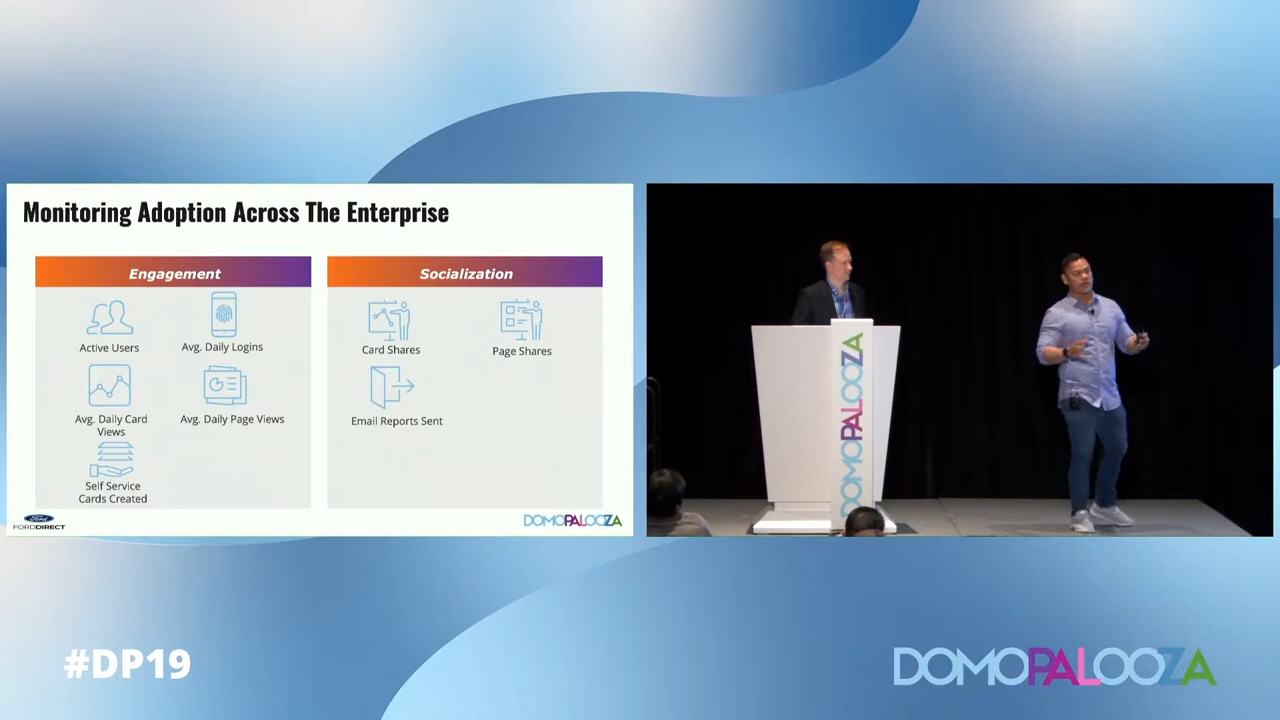 Monitoring Adoption Across The Enterprise
Engagement
Active Users
Avg. Daily Logins
Avg. Daily Card
Views
Avg. Daily Page Views
Self Service
Cards Created
Socialization
Card Shares
Page Shares
Email Reports Sent
Ford
FORDDIRECT
DOMOPALOOZA
DOMOPALOOZA
#DP19
DOMOPALOOZA